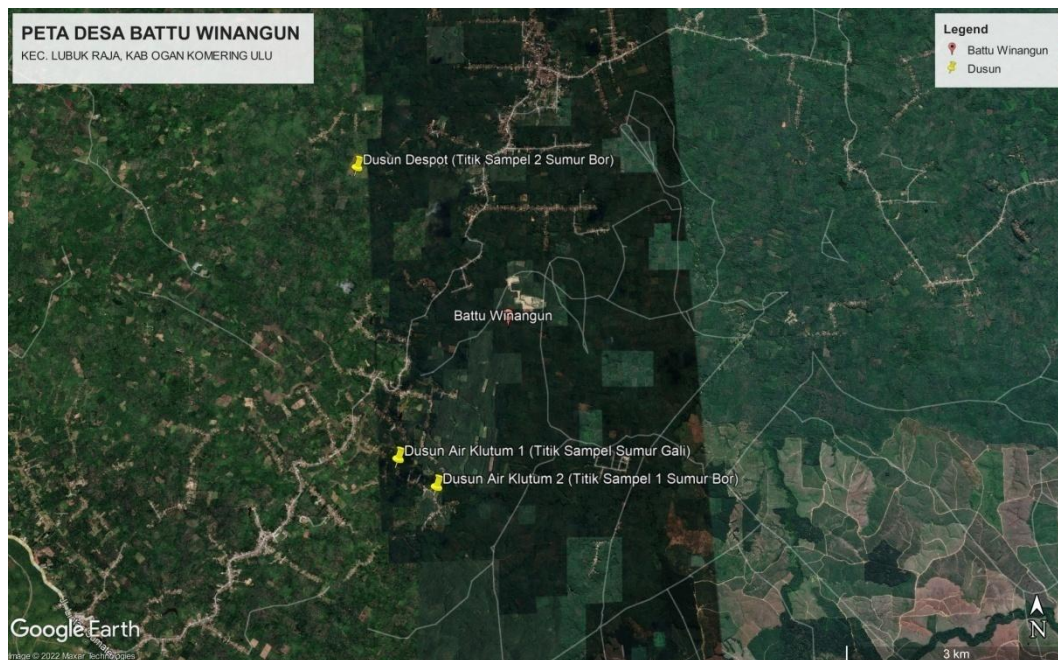 PETA DESA BATTU WINANGUN
KEC. LUBUK RAJA, KAB OGAN KOMERING ULU
Legend
Battu Winangun
Dusun
Dusun Despot (Titik Sampel 2 Sumur Bor)
Battu Winangun
Dusun Air Klutum 1 (Titik Sampel Sumur Gali)
Dusun Air Klutum 2 (Titik Sampel 1 Sumur Bor)
Google Earth
Image © 2022 Maxar Technologies
N
3 km